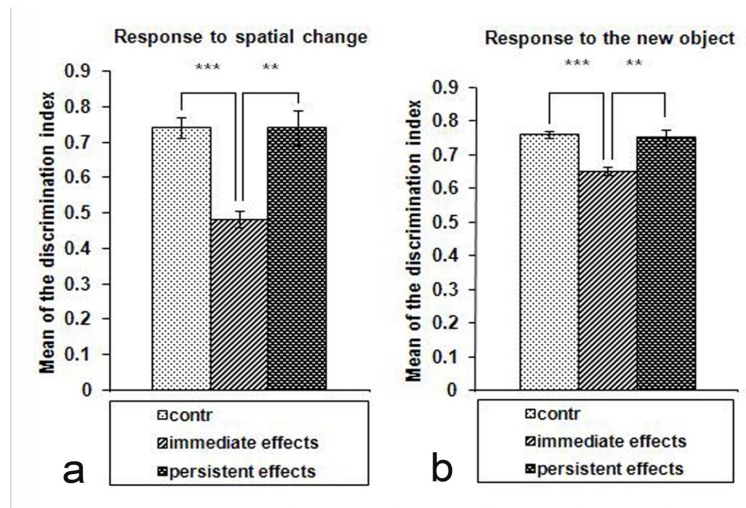 Response to spatial change
*** **
0.9
0.8
0.7
0.6
0.5
0.4
0.3
0.2
0.1
0
Mean of the discrimination index
contr
immediate effects
persistent effects
a
Response to the new object
*** **
0.9
0.8
0.7
0.6
0.5
0.4
0.3
0.2
0.1
0
Mean of the discrimination index
contr
immediate effects
persistent effects
b